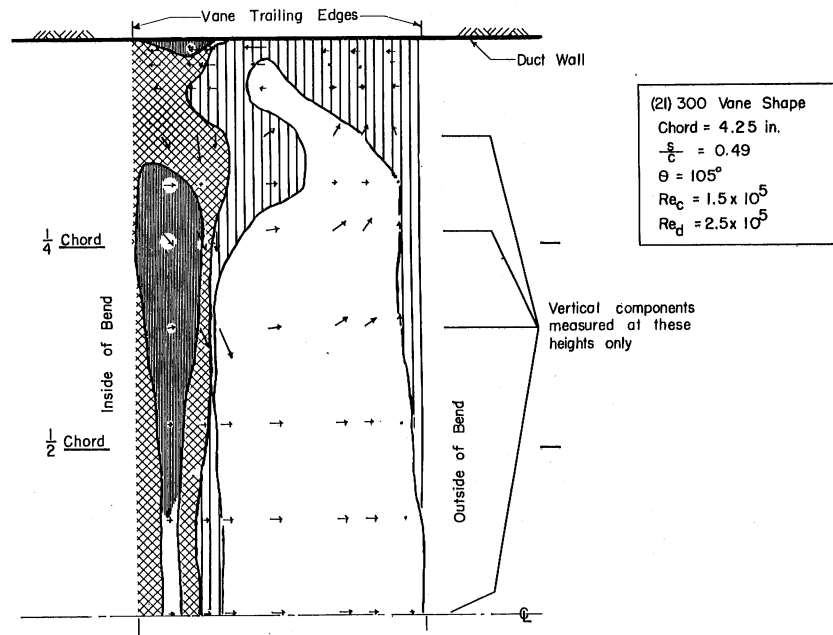 Vane Trailing Edges
Duct Wall
(21) 300 Vane Shape
Chord = 4.25 in.
s/c = 0.49
θ = 105°
Re_c = 1.5 x 10^5
Re_d = 2.5 x 10^5
1/4 Chord
Inside of Bend
Vertical components
measured at these
heights only
1/2 Chord
Outside of Bend
℄